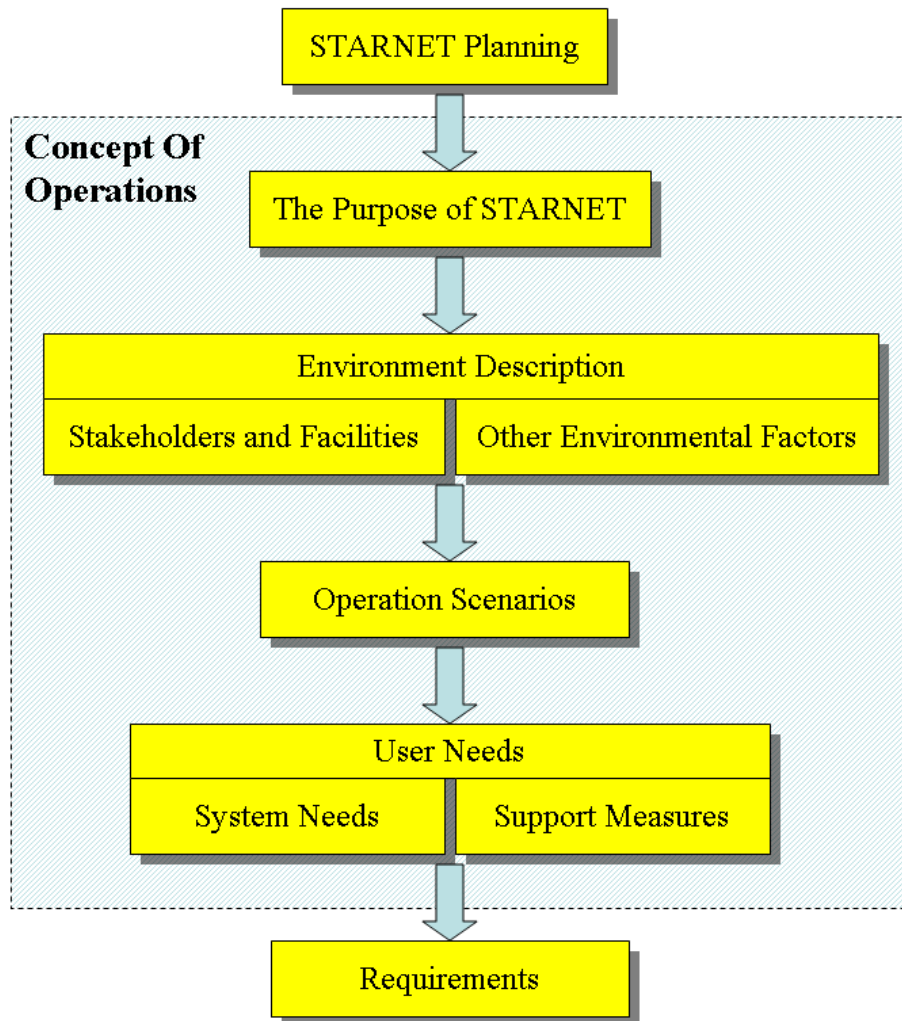 STARNET Planning
Concept Of
Operations
The Purpose of STARNET
Environment Description
Stakeholders and Facilities
Other Environmental Factors
Operation Scenarios
User Needs
System Needs
Support Measures
Requirements